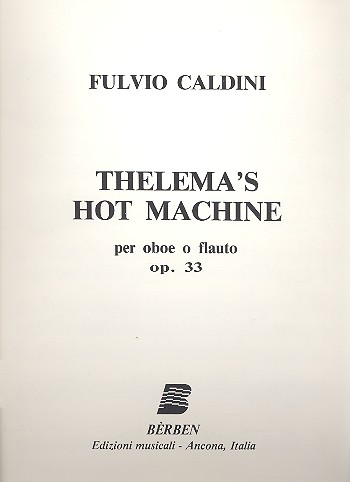 FULVIO CALDINI
THELEMA'S
HOT MACHINE
per oboe o flauto
op. 33
BÈRBEN
Edizioni musicali - Ancona, Italia